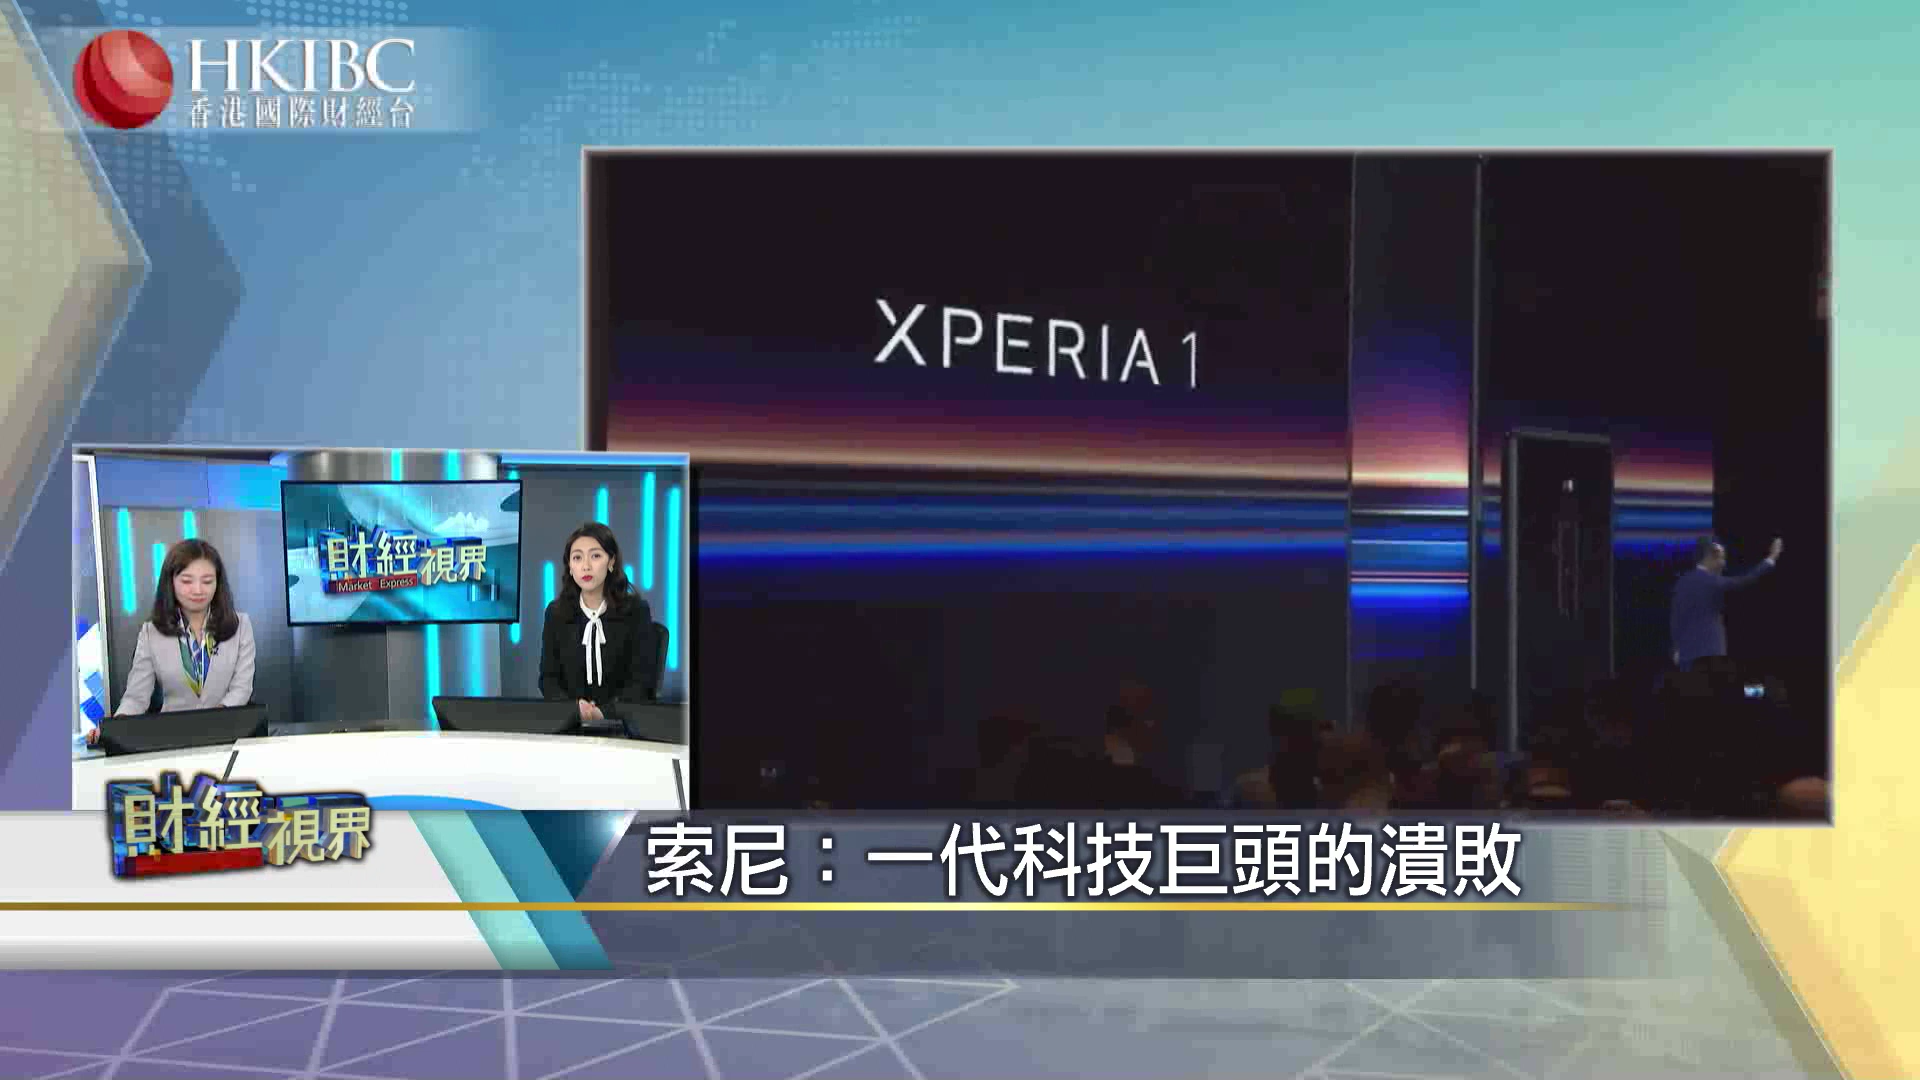 HKIBC
香港國際財經台
XPERIA 1
財經視界
Market Express
財經視界
索尼：一代科技巨頭的潰敗